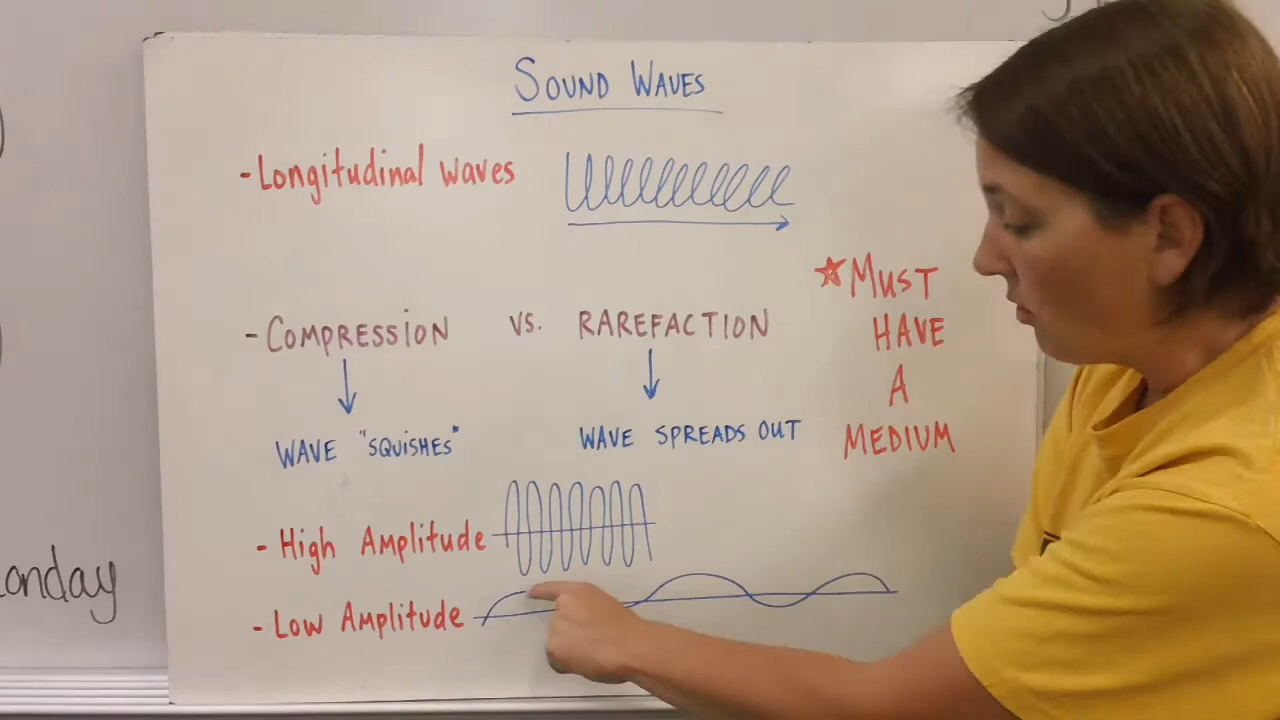 SOUND WAVES
- Longitudinal waves
- COMPRESSION vs. RAREFACTION
WAVE "SQUISHES" WAVE SPREADS OUT
★ MUST
HAVE
A
MEDIUM
- High Amplitude
- Low Amplitude